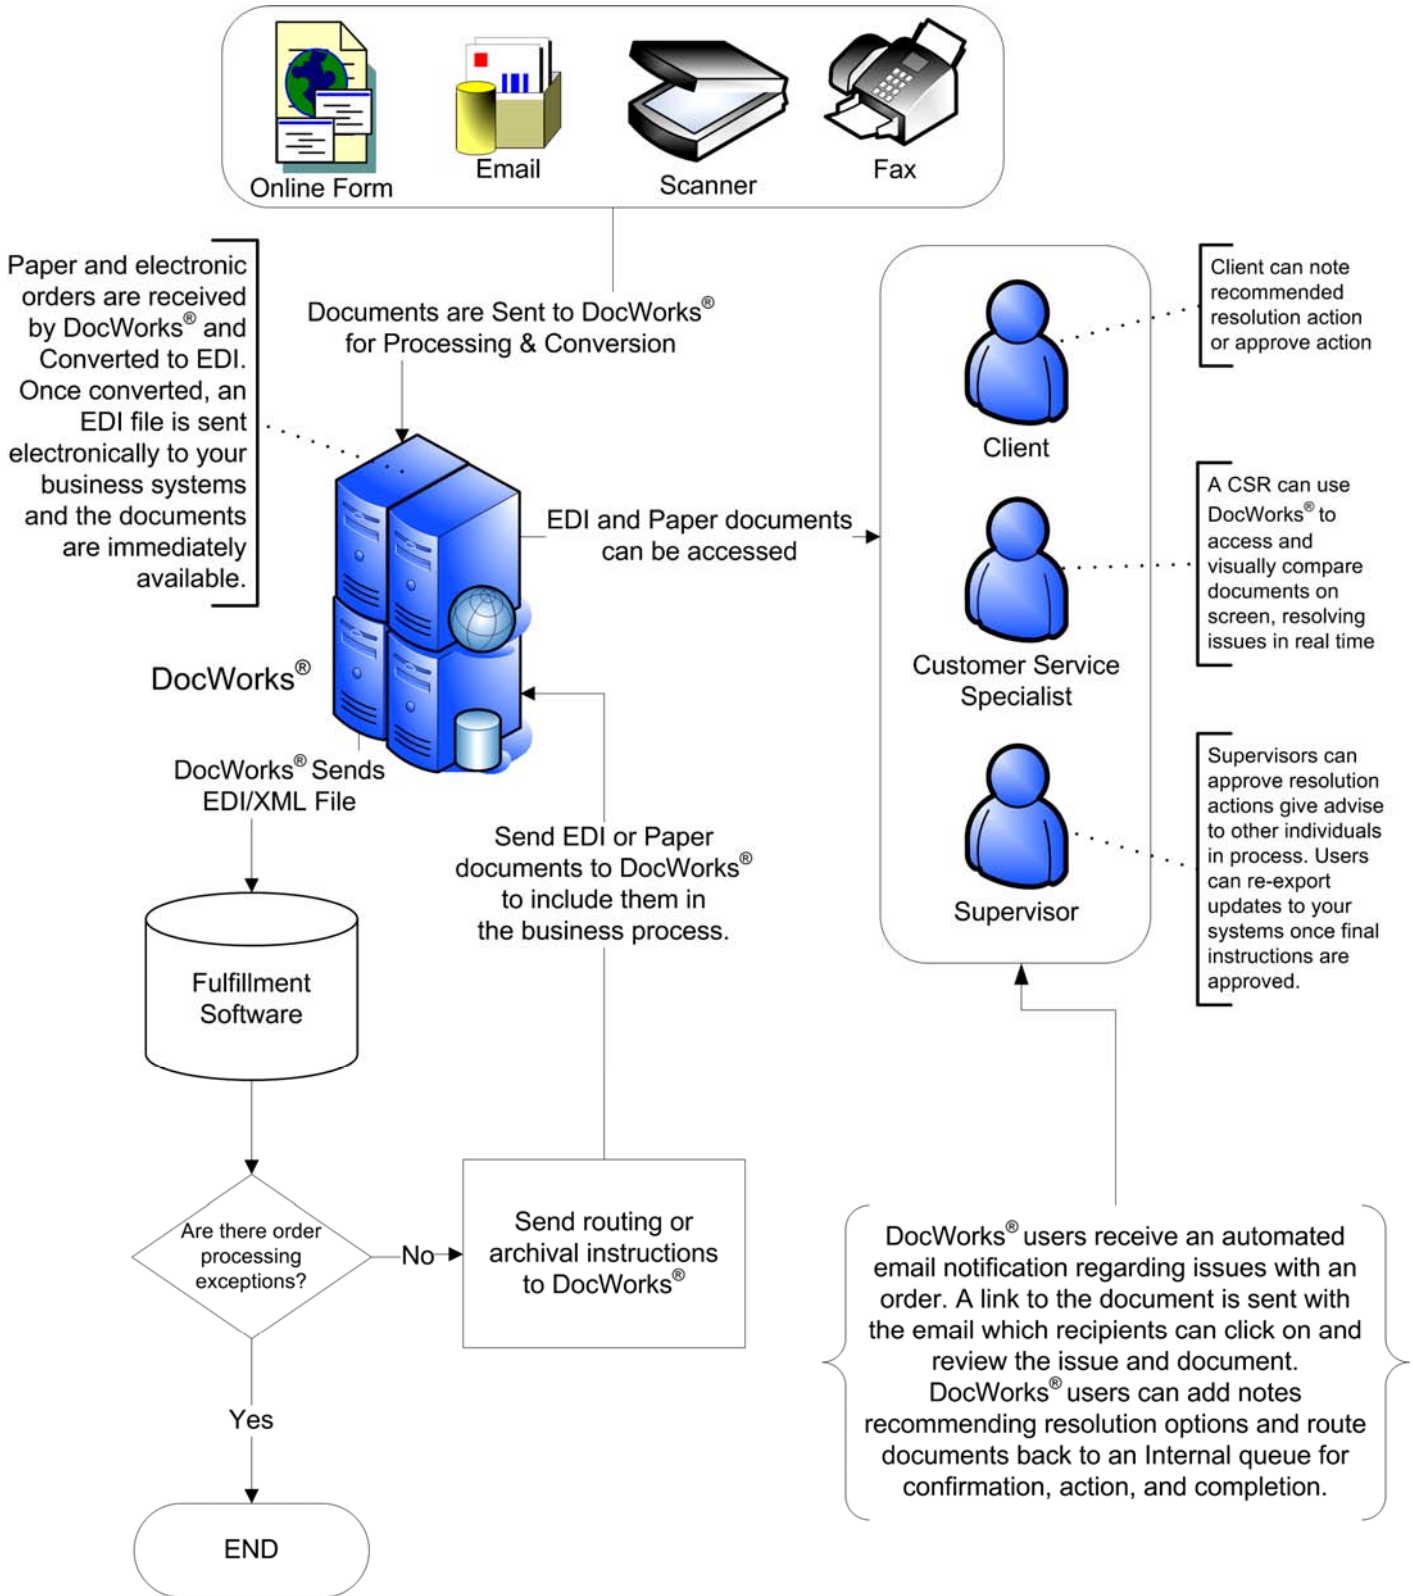 Online Form
Email
Scanner
Fax
Paper and electronic
orders are received
by DocWorks® and
Converted to EDI.
Once converted, an
EDI file is sent
electronically to your
business systems
and the documents
are immediately
available.
Documents are Sent to DocWorks®
for Processing & Conversion
Client can note
recommended
resolution action
or approve action
Client
EDI and Paper documents
can be accessed
A CSR can use
DocWorks® to
access and
visually compare
documents on
screen, resolving
issues in real time
Customer Service
Specialist
DocWorks®
DocWorks® Sends
EDI/XML File
Supervisors can
approve resolution
actions give advise
to other individuals
in process. Users
can re-export
updates to your
systems once final
instructions are
approved.
Supervisor
Send EDI or Paper
documents to DocWorks®
to include them in
the business process.
Fulfillment
Software
Are there order
processing
exceptions?
No
Send routing or
archival instructions
to DocWorks®
Yes
END
DocWorks® users receive an automated
email notification regarding issues with an
order. A link to the document is sent with
the email which recipients can click on and
review the issue and document.
DocWorks® users can add notes
recommending resolution options and route
documents back to an Internal queue for
confirmation, action, and completion.